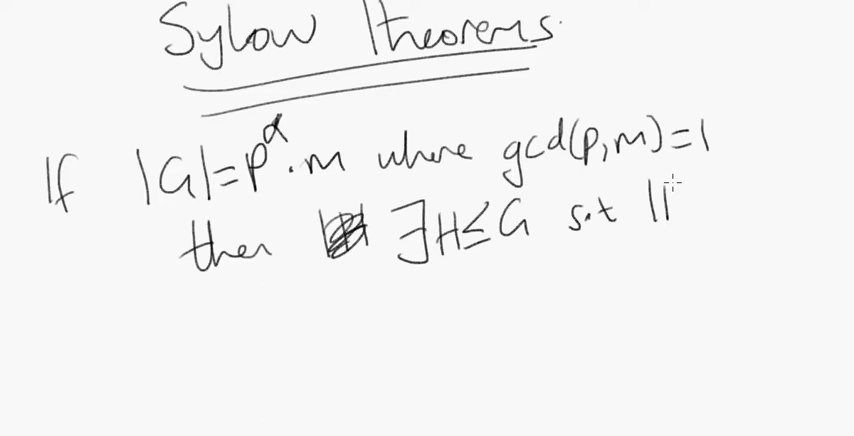 Sylow Theorems.
If |G|=p^α.m where gcd(p,m)=1
then ∃H≤G s.t ||